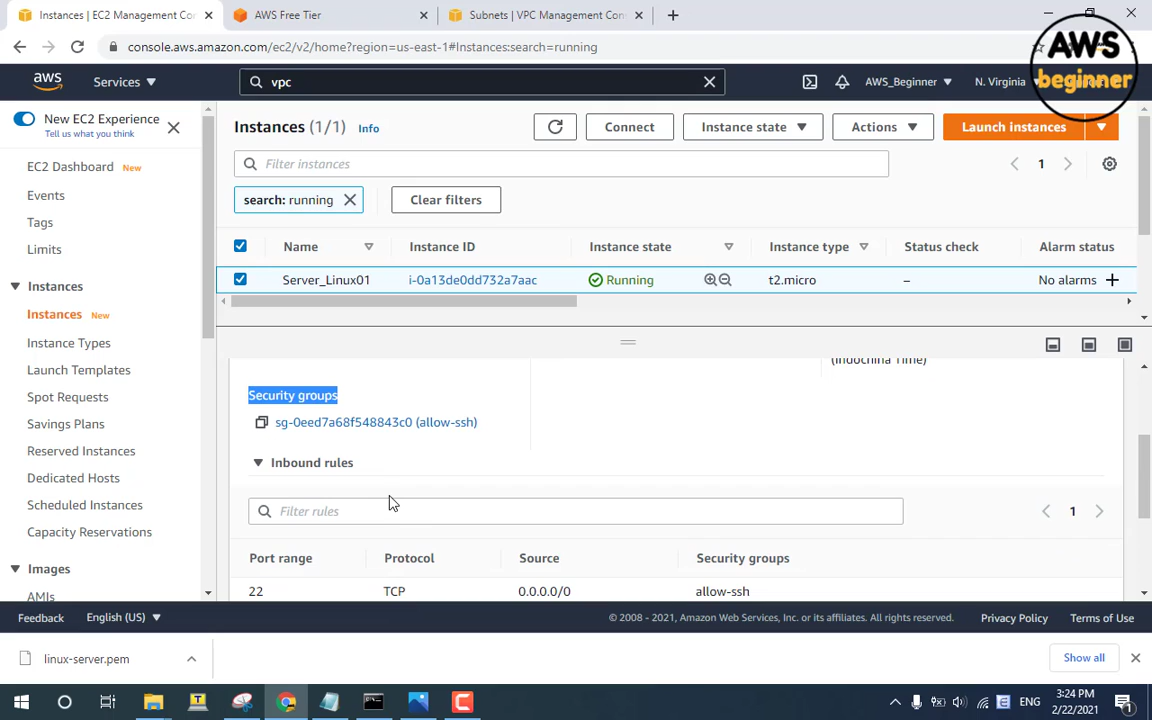 Instances | EC2 Management Con
AWS Free Tier
Subnets | VPC Management Con
console.aws.amazon.com/ec2/v2/home?region=us-east-1#Instances:search=running
AWS
beginner
aws
Services
vpc
AWS_Beginner
N. Virginia
New EC2 Experience
Tell us what you think
EC2 Dashboard New
Events
Tags
Limits
Instances
Instances New
Instance Types
Launch Templates
Spot Requests
Savings Plans
Reserved Instances
Dedicated Hosts
Scheduled Instances
Capacity Reservations
Images
AMIs
Instances (1/1) Info
Connect
Instance state
Actions
Launch instances
Filter instances
1
search: running
Clear filters
Name Instance ID Instance state Instance type Status check Alarm status
Server_Linux01 i-0a13de0dd732a7aac Running t2.micro – No alarms +
(Indochina Time)
Security groups
sg-0eed7a68f548843c0 (allow-ssh)
Inbound rules
Filter rules
1
Port range Protocol Source Security groups
22 TCP 0.0.0.0/0 allow-ssh
Feedback English (US) © 2008 - 2021, Amazon Web Services, Inc. or its affiliates. All rights reserved. Privacy Policy Terms of Use
linux-server.pem
Show all
ENG
3:24 PM
2/22/2021
1